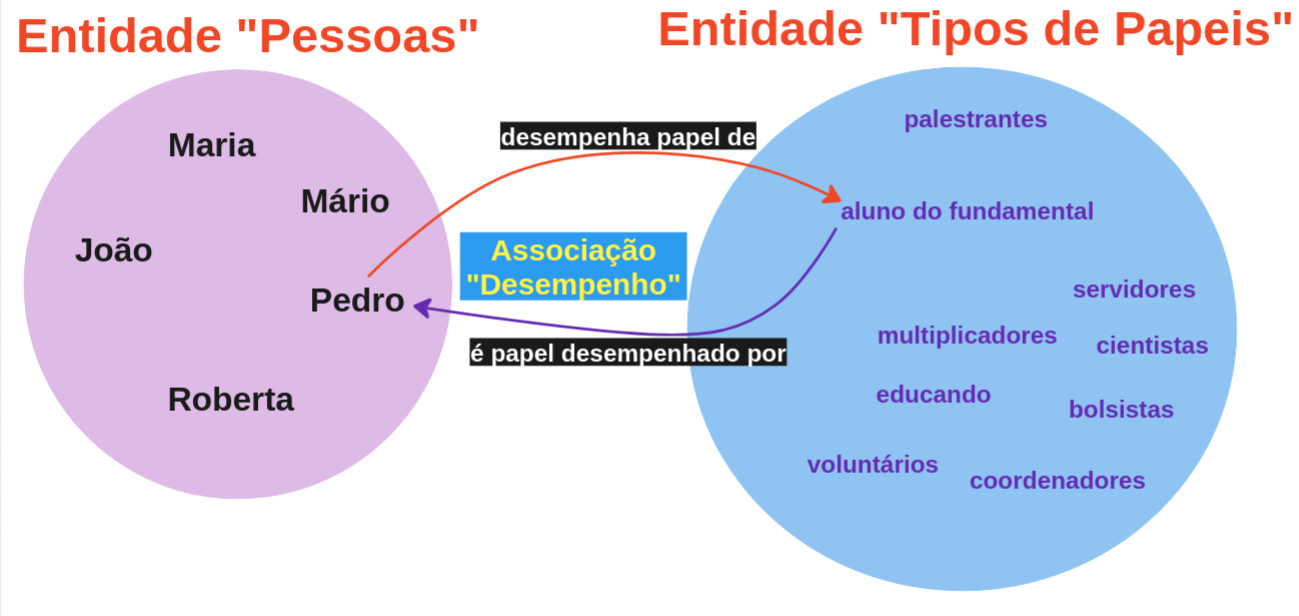 Entidade "Pessoas"
Entidade "Tipos de Papeis"
Maria
Mário
João
Pedro
Roberta
desempenha papel de
Associação
"Desempenho"
é papel desempenhado por
palestrantes
aluno do fundamental
servidores
multiplicadores
cientistas
educando
bolsistas
voluntários
coordenadores